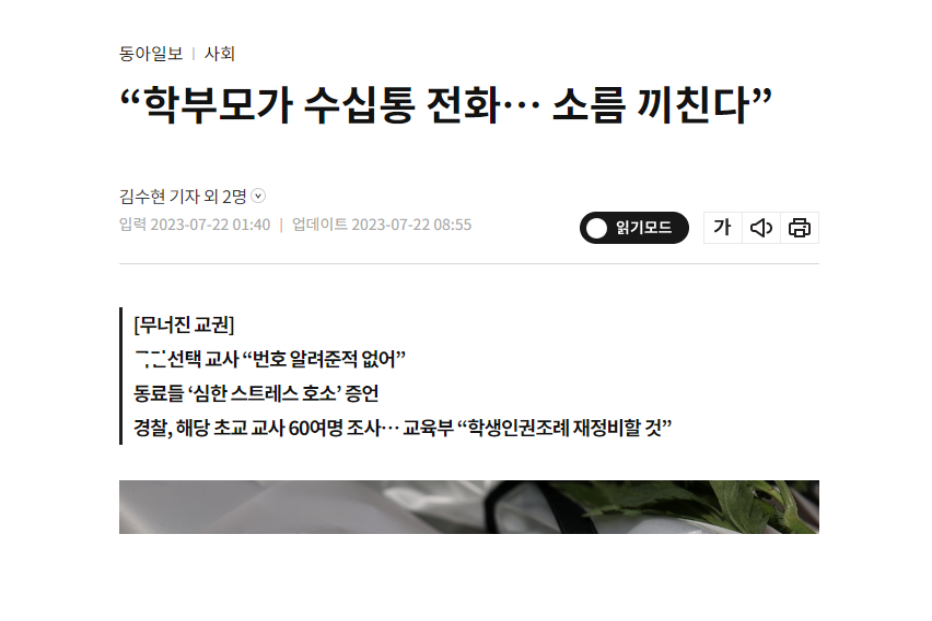 동아일보 | 사회
“학부모가 수십통 전화… 소름 끼친다”
김수현 기자 외 2명
입력 2023-07-22 01:40 | 업데이트 2023-07-22 08:55
읽기모드
가
[무너진 교권]
선택 교사 “번호 알려준적 없어”
동료들 ‘심한 스트레스 호소’ 증언
경찰, 해당 초교 교사 60여명 조사… 교육부 “학생인권조례 재정비할 것”